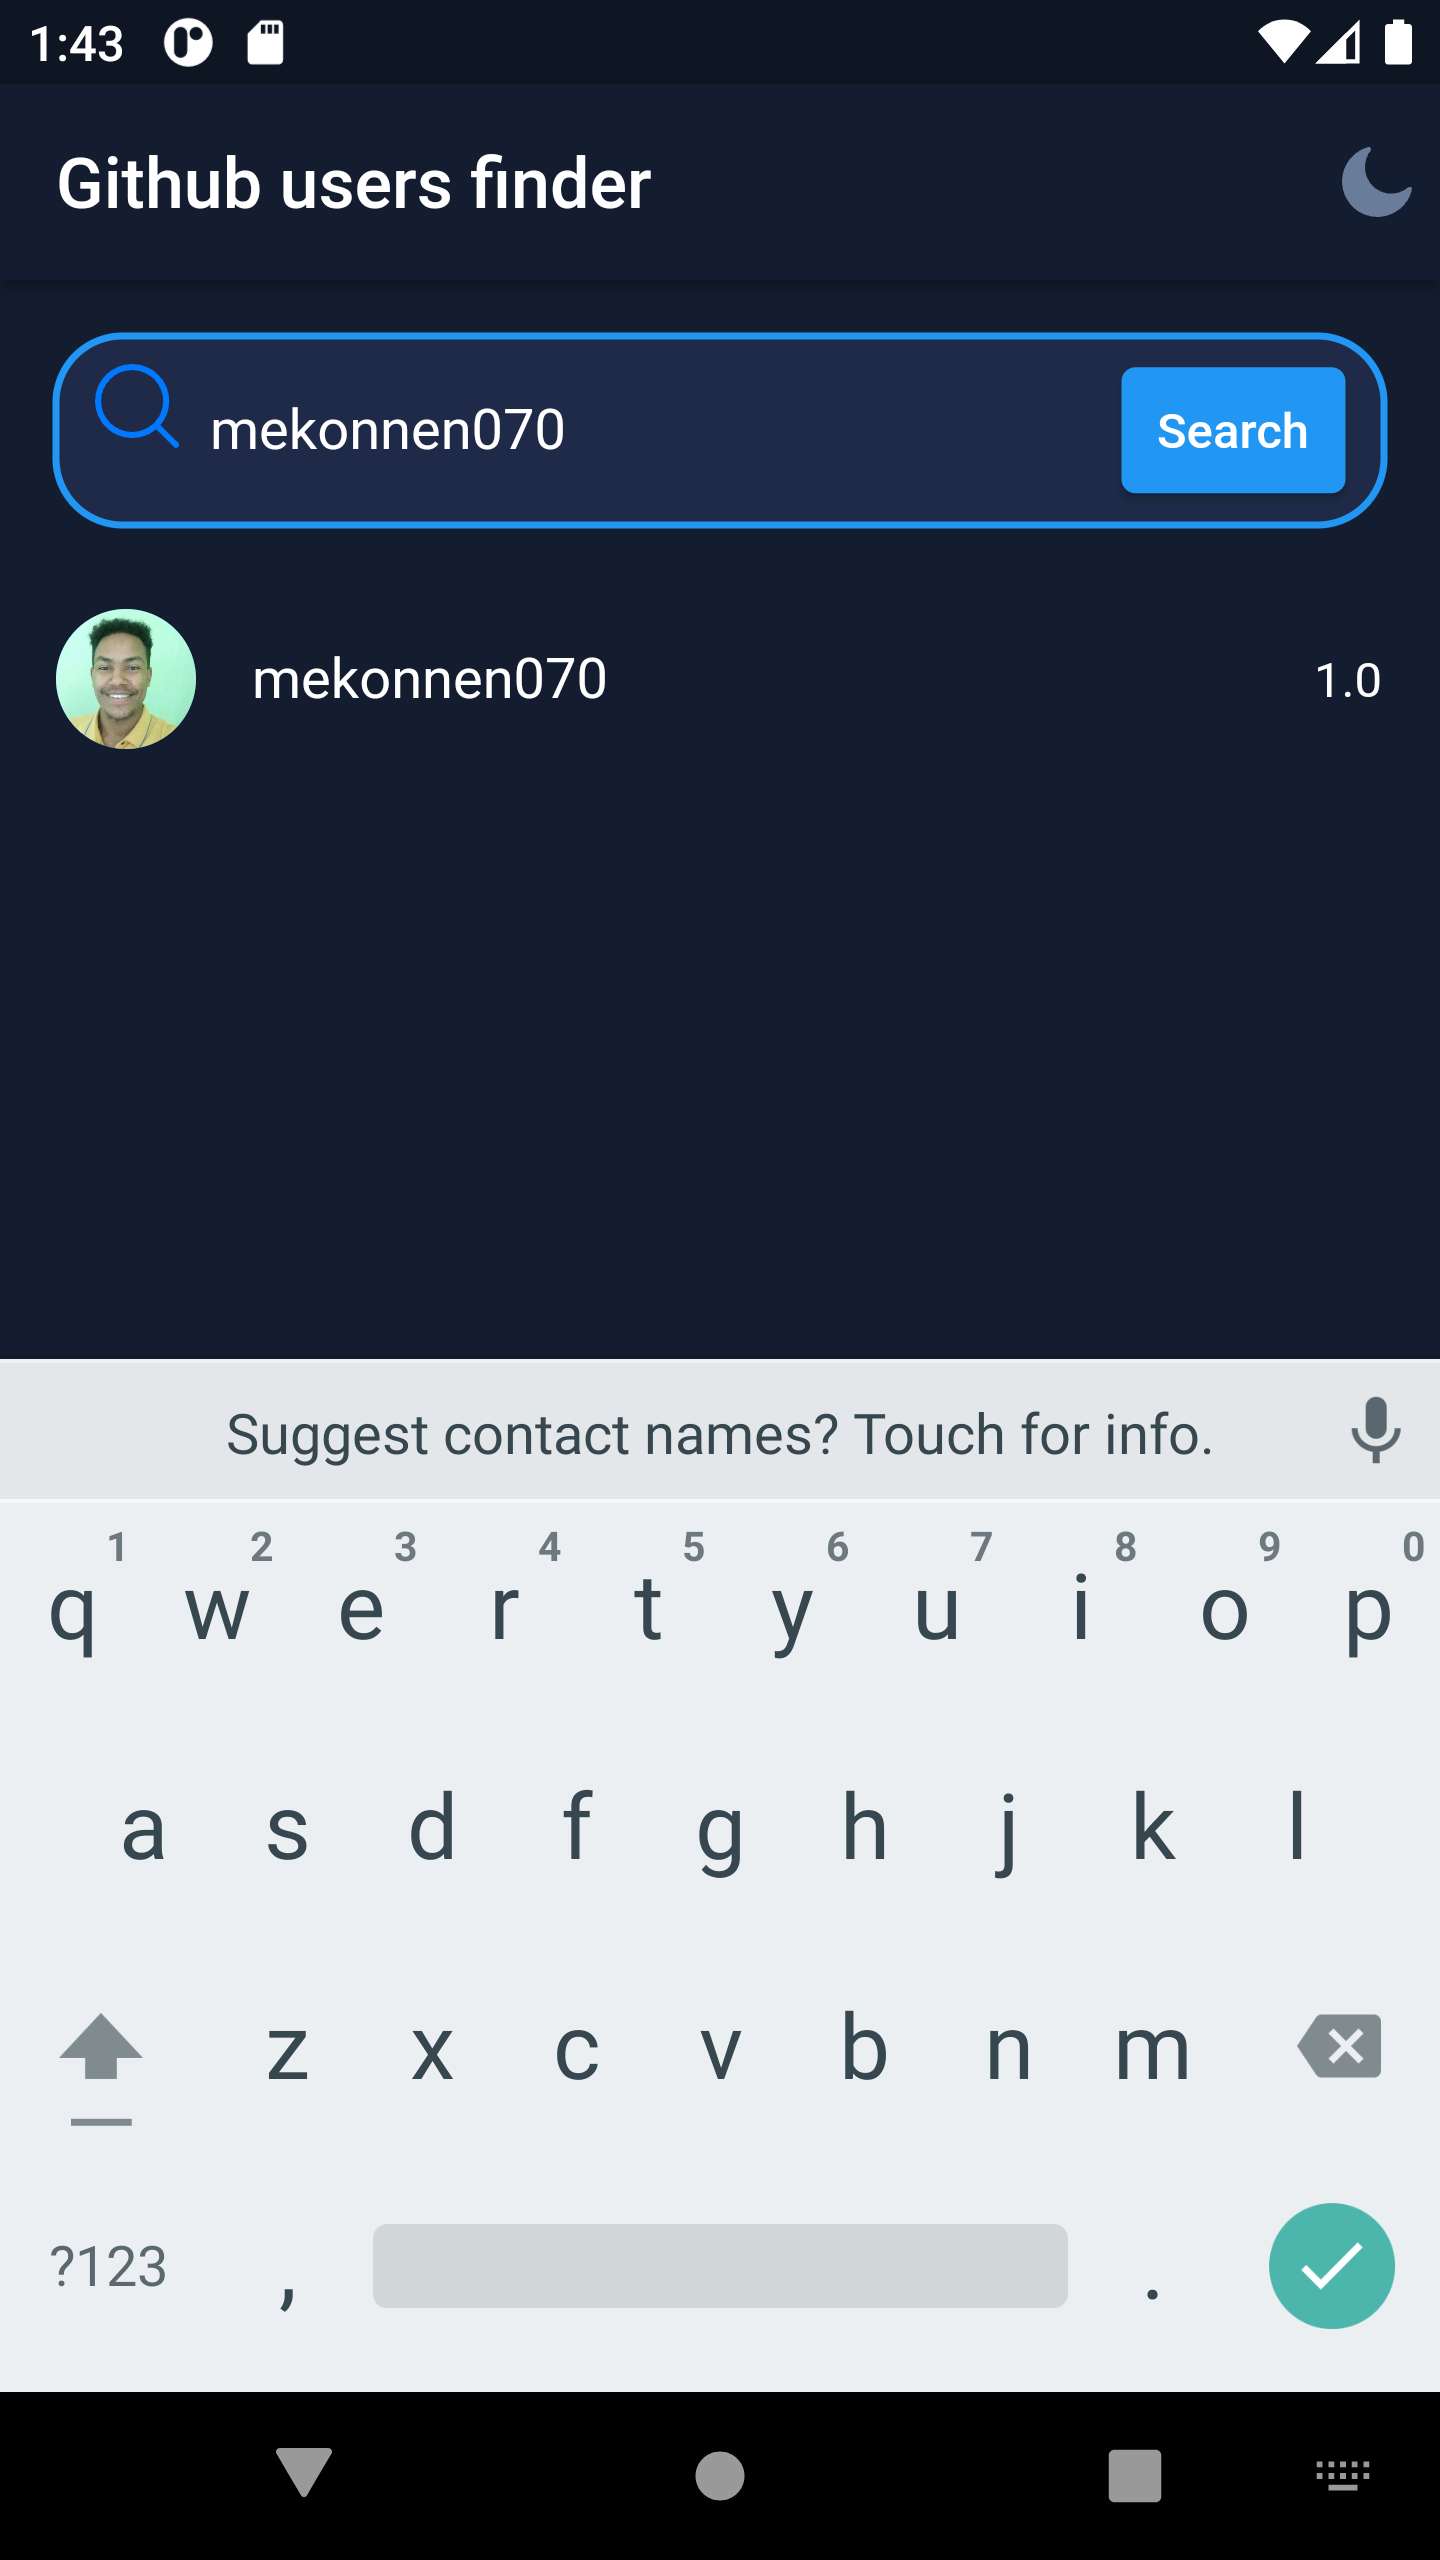 1:43
Github users finder
mekonnen070
Search
mekonnen070
1.0
Suggest contact names? Touch for info.
1 2 3 4 5 6 7 8 9 0
q w e r t y u i o p
a s d f g h j k l
z x c v b n m
?123 , .